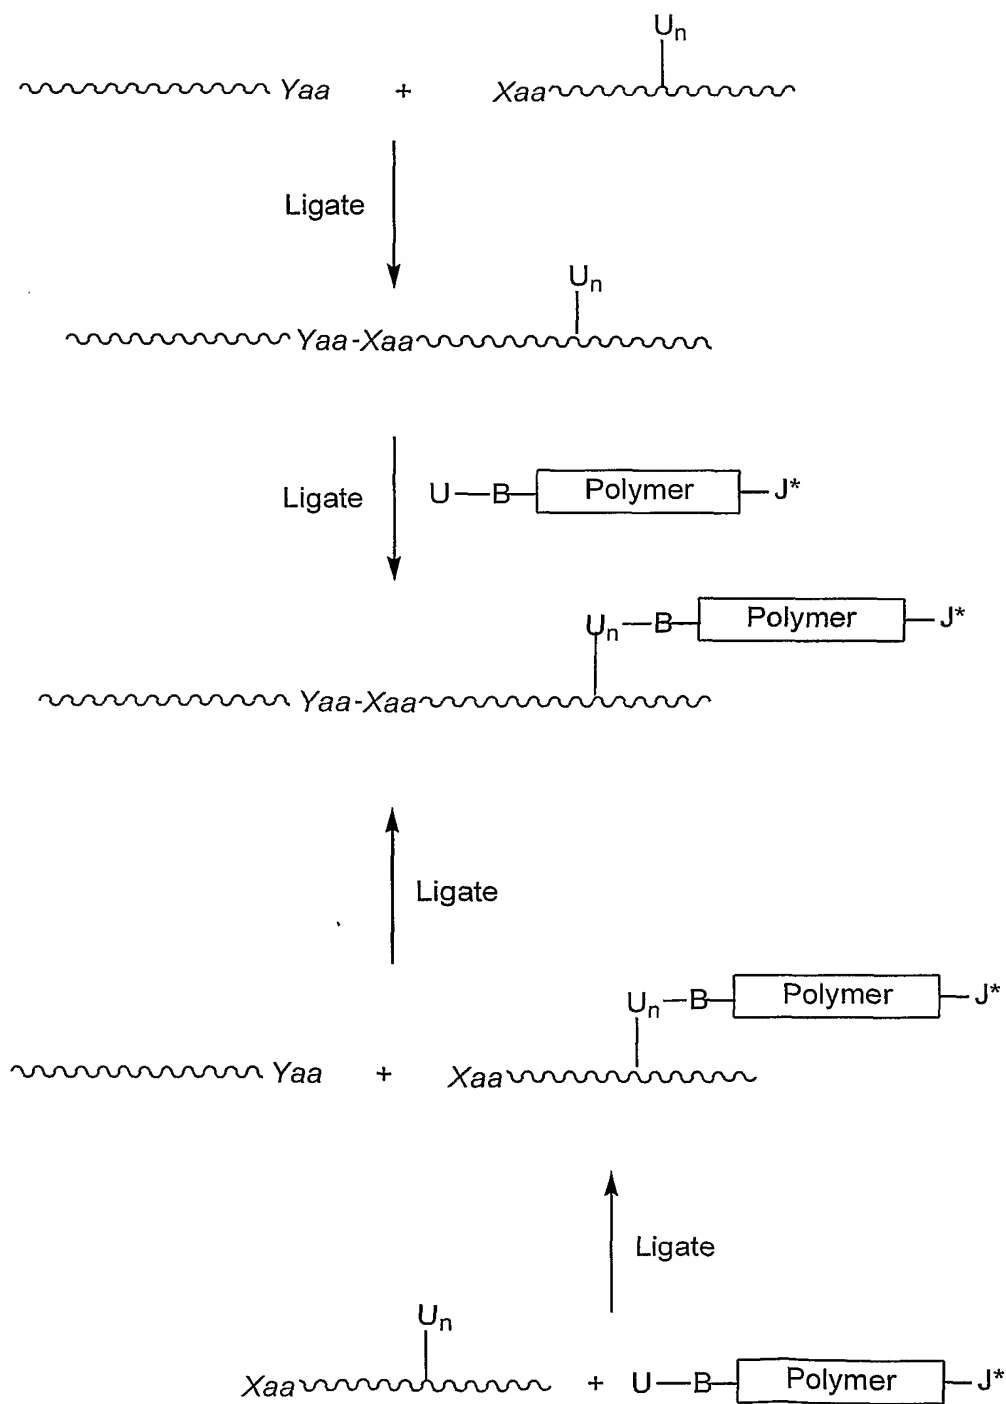 Uₙ
Yaa + Xaa
Ligate
Uₙ
Yaa-Xaa
Ligate U—B—Polymer—J*
Uₙ—B—Polymer—J*
Yaa-Xaa
Ligate
Uₙ—B—Polymer—J*
Yaa + Xaa
Ligate
Uₙ
Xaa + U—B—Polymer—J*